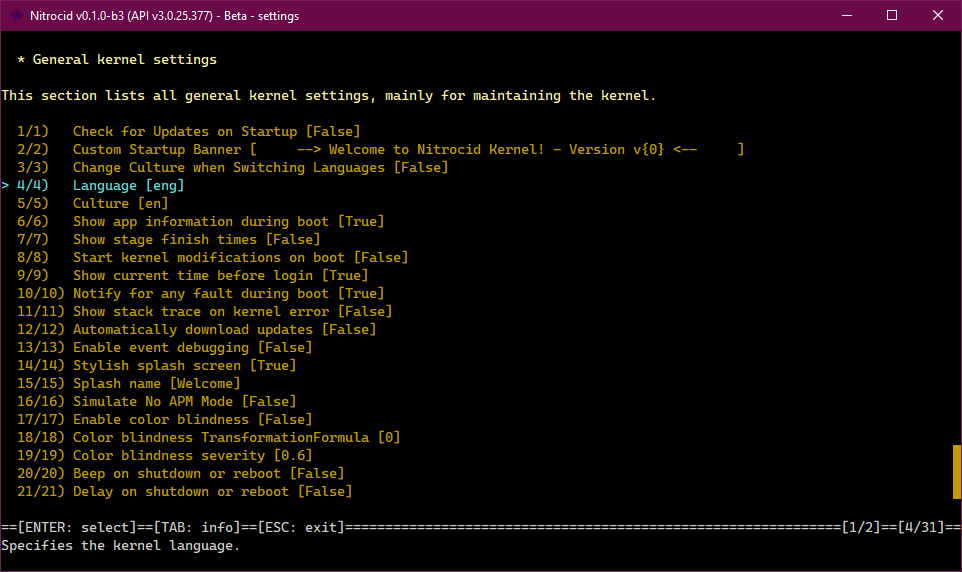 Nitrocid v0.1.0-b3 (API v3.0.25.377) - Beta - settings
* General kernel settings
This section lists all general kernel settings, mainly for maintaining the kernel.
1/1) Check for Updates on Startup [False]
2/2) Custom Startup Banner [     --> Welcome to Nitrocid Kernel! - Version v{0} <--     ]
3/3) Change Culture when Switching Languages [False]
> 4/4) Language [eng]
5/5) Culture [en]
6/6) Show app information during boot [True]
7/7) Show stage finish times [False]
8/8) Start kernel modifications on boot [False]
9/9) Show current time before login [True]
10/10) Notify for any fault during boot [True]
11/11) Show stack trace on kernel error [False]
12/12) Automatically download updates [False]
13/13) Enable event debugging [False]
14/14) Stylish splash screen [True]
15/15) Splash name [Welcome]
16/16) Simulate No APM Mode [False]
17/17) Enable color blindness [False]
18/18) Color blindness TransformationFormula [0]
19/19) Color blindness severity [0.6]
20/20) Beep on shutdown or reboot [False]
21/21) Delay on shutdown or reboot [False]
==[ENTER: select]==[TAB: info]==[ESC: exit]==============================================================[1/2]==[4/31]==
Specifies the kernel language.